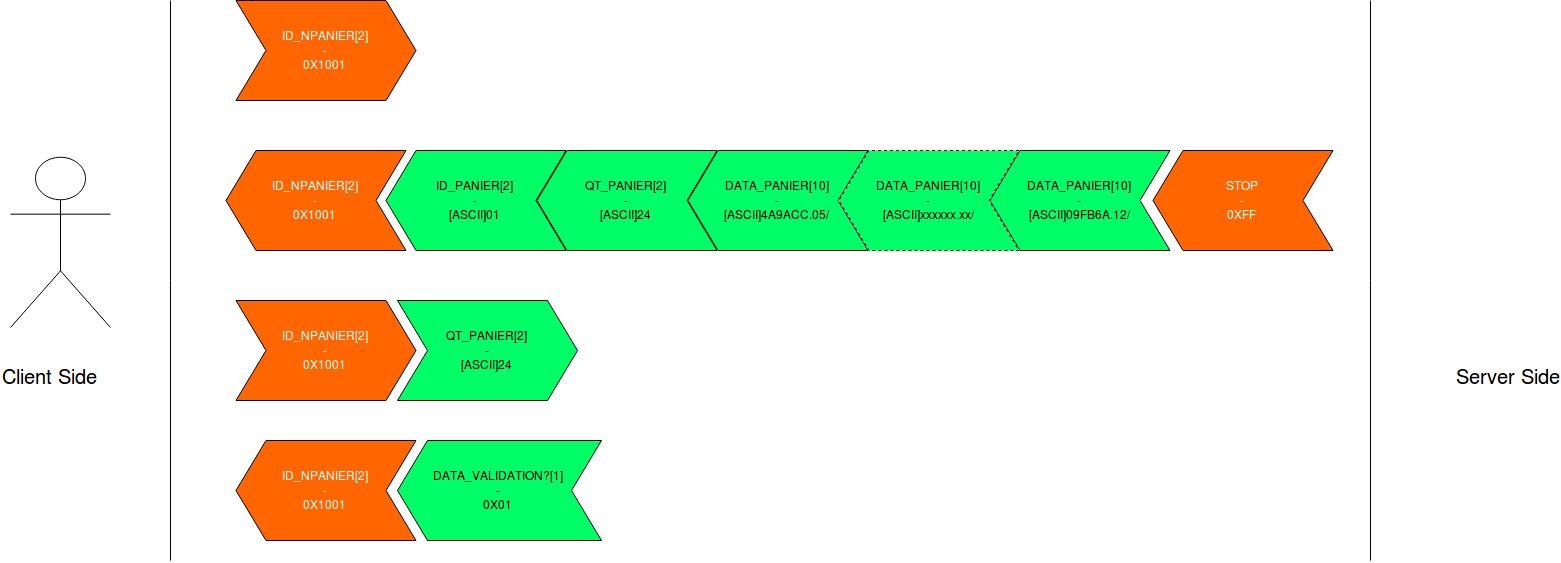 ID_NPANIER[2]
-
0X1001
ID_NPANIER[2]
-
0X1001
ID_PANIER[2]
-
[ASCII]01
QT_PANIER[2]
-
[ASCII]24
DATA_PANIER[10]
-
[ASCII]4A9ACC.05/
DATA_PANIER[10]
-
[ASCII]xxxxxx.xx/
DATA_PANIER[10]
-
[ASCII]09FB6A.12/
STOP
-
0XFF
ID_NPANIER[2]
-
0X1001
QT_PANIER[2]
-
[ASCII]24
Client Side
Server Side
ID_NPANIER[2]
-
0X1001
DATA_VALIDATION?[1]
-
0X01